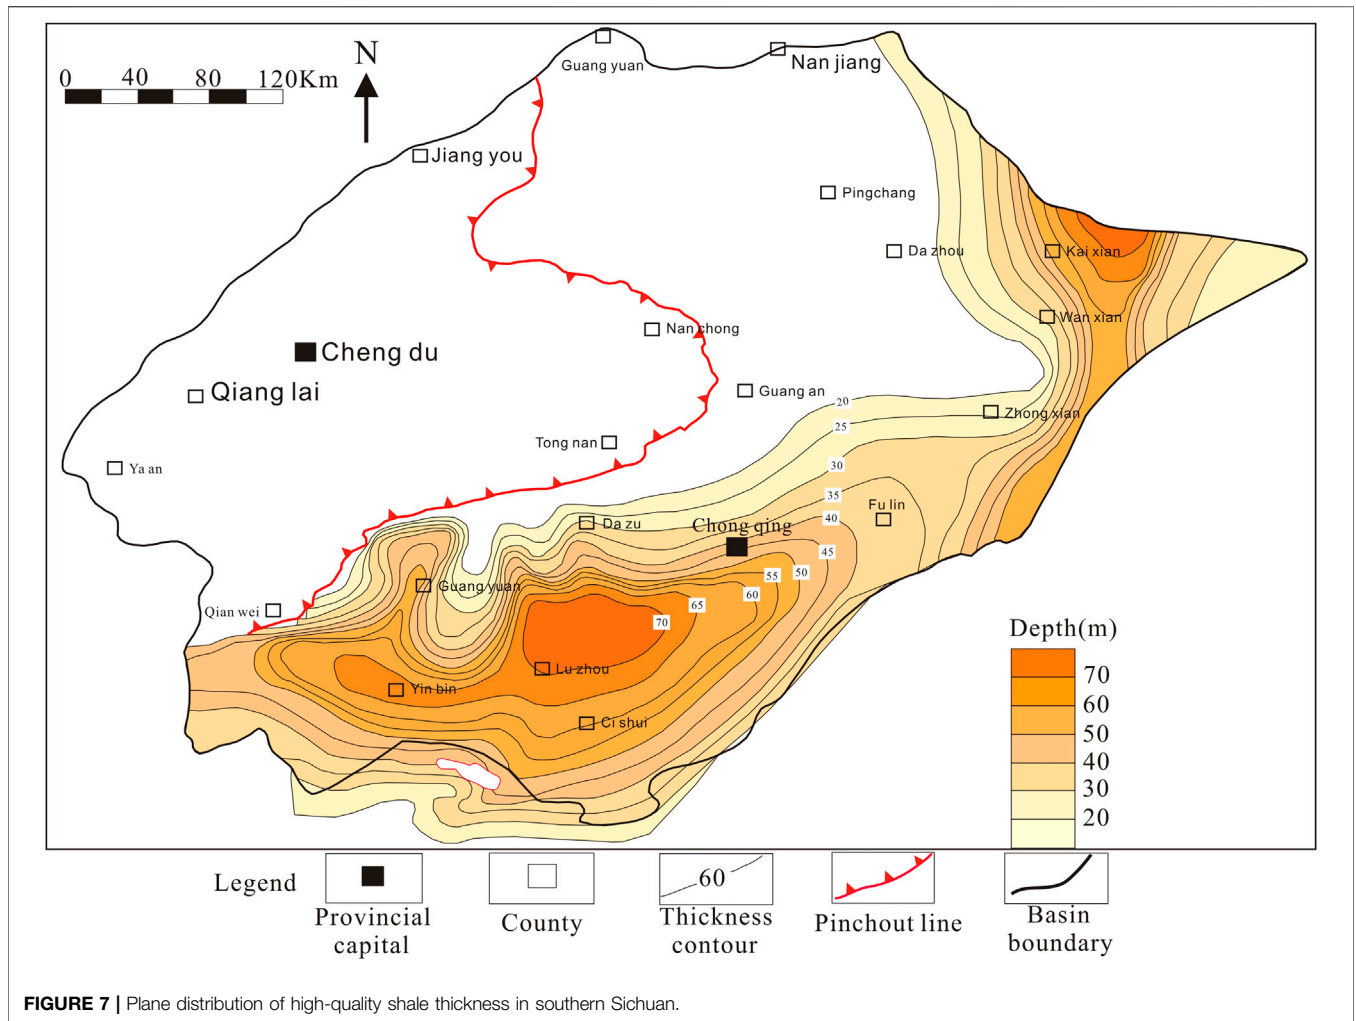 Guang yuan
N
Nan jiang
0 40 80 120Km
Jiang you
Pingchang
Da zhou
Kai xian
Wan xian
Nan chong
Cheng du
Qiang lai
Guang an
20
Zhong xian
25
Tong nan
Ya an
30
35
Fu lin
40
Da zu
Chong qing
45
50
55
Guang yuan
60
65
Qian wei
70
Lu zhou
Yin bin
Ci shui
Depth(m)
70
60
50
40
30
20
Legend
60
Provincial
capital
County
Thickness
contour
Pinchout line
Basin
boundary
FIGURE 7 | Plane distribution of high-quality shale thickness in southern Sichuan.